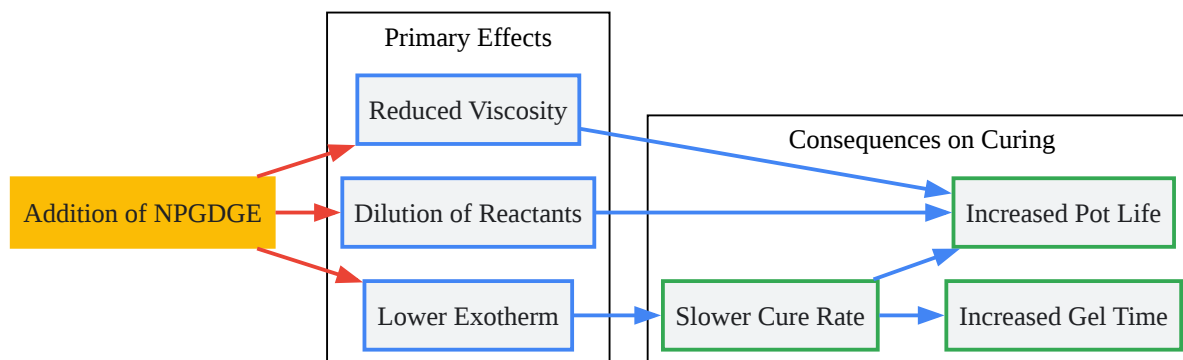 Primary Effects
Reduced Viscosity
Consequences on Curing
Addition of NPGDGE
Dilution of Reactants
Increased Pot Life
Lower Exotherm
Slower Cure Rate
Increased Gel Time